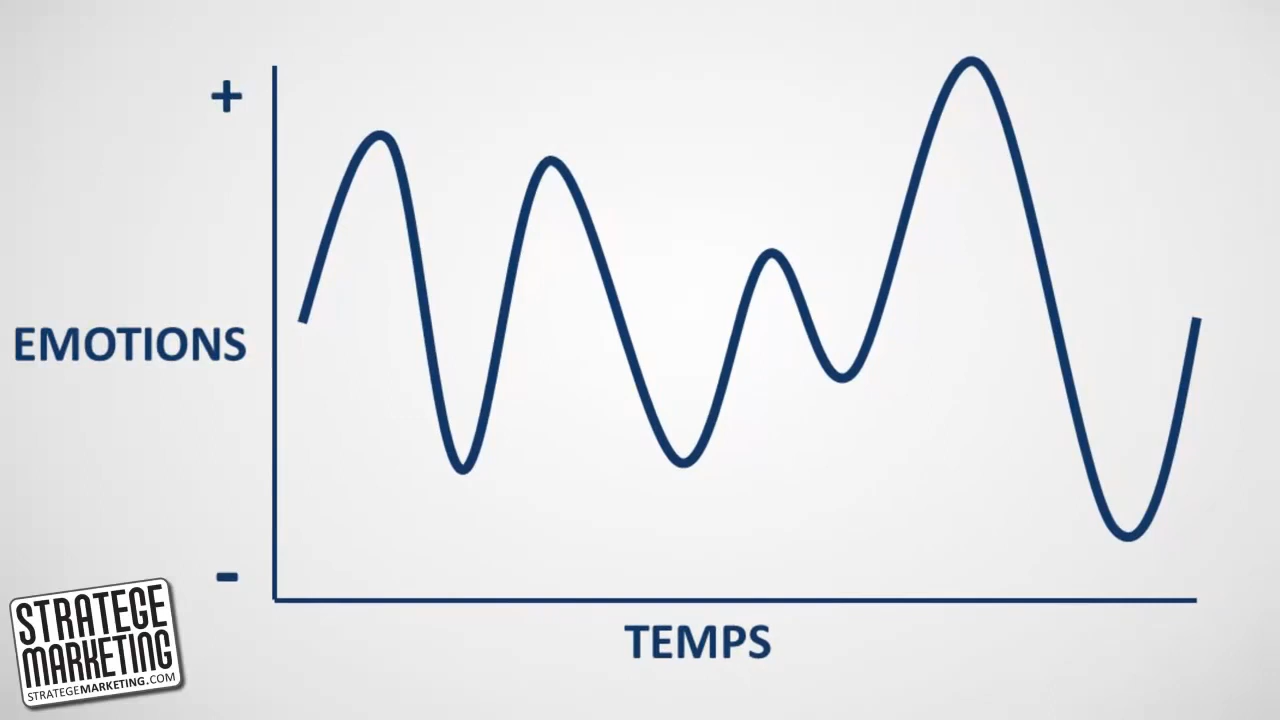 +
EMOTIONS
-
TEMPS
STRATEGE
MARKETING
STRATEGEMARKETING.COM